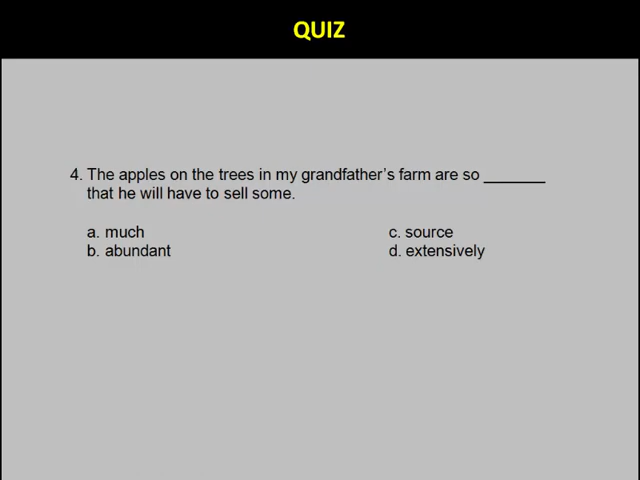 QUIZ
4. The apples on the trees in my grandfather’s farm are so _______
that he will have to sell some.
a. much
c. source
b. abundant
d. extensively